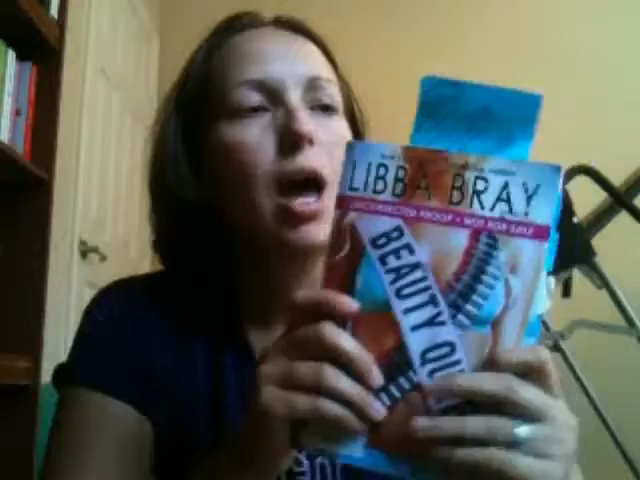 LIBBA BRAY
UNCORRECTED PROOF • NOT FOR SALE
BEAUTY QU